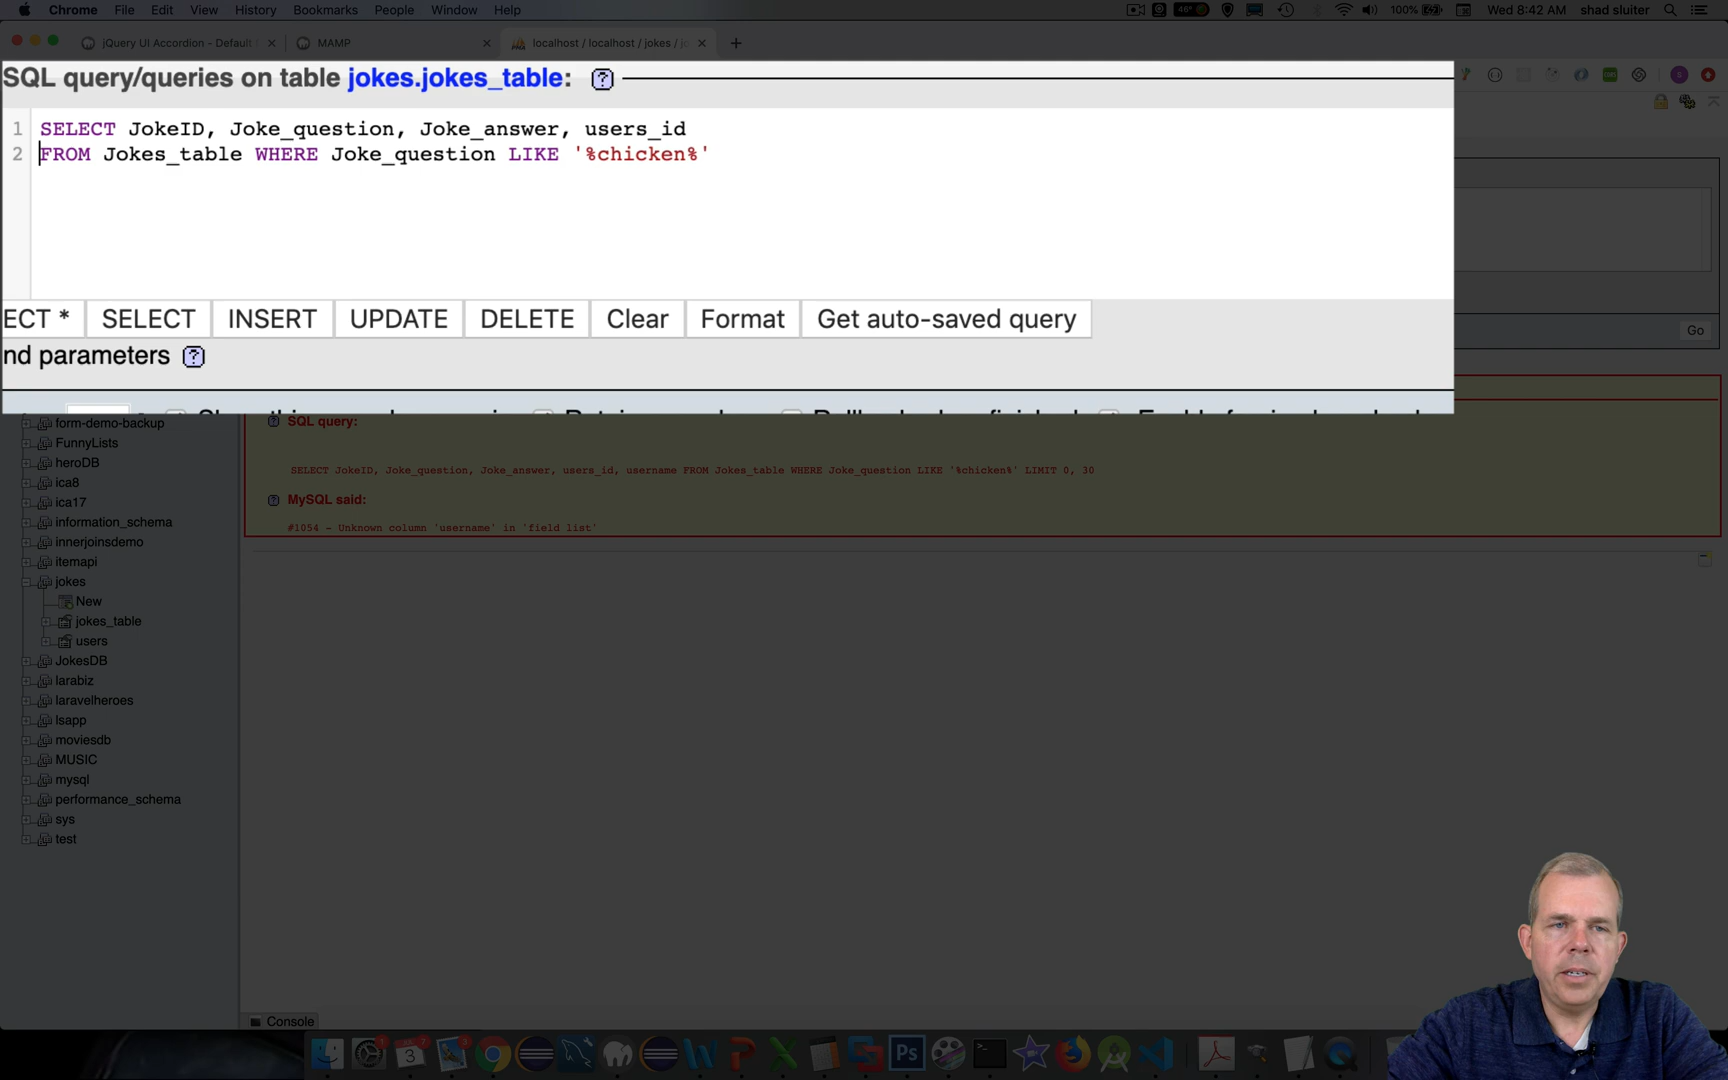 Chrome File Edit View History Bookmarks People Window Help 46° 100% Wed 8:42 AM shad sluiter
jQuery UI Accordion - Default
MAMP
localhost / localhost / jokes / jo
SQL query/queries on table jokes.jokes_table:
1 SELECT JokeID, Joke_question, Joke_answer, users_id
2 FROM Jokes_table WHERE Joke_question LIKE '%chicken%'
ECT * SELECT INSERT UPDATE DELETE Clear Format Get auto-saved query
nd parameters
Go
form-demo-backup
FunnyLists
heroDB
ica8
ica17
information_schema
innerjoinsdemo
itemapi
jokes
New
jokes_table
users
JokesDB
larabiz
laravelheroes
lsapp
moviesdb
MUSIC
mysql
performance_schema
sys
test
SQL query:
SELECT JokeID, Joke_question, Joke_answer, users_id, username FROM Jokes_table WHERE Joke_question LIKE '%chicken%' LIMIT 0, 30
MySQL said:
#1054 - Unknown column 'username' in 'field list'
Console